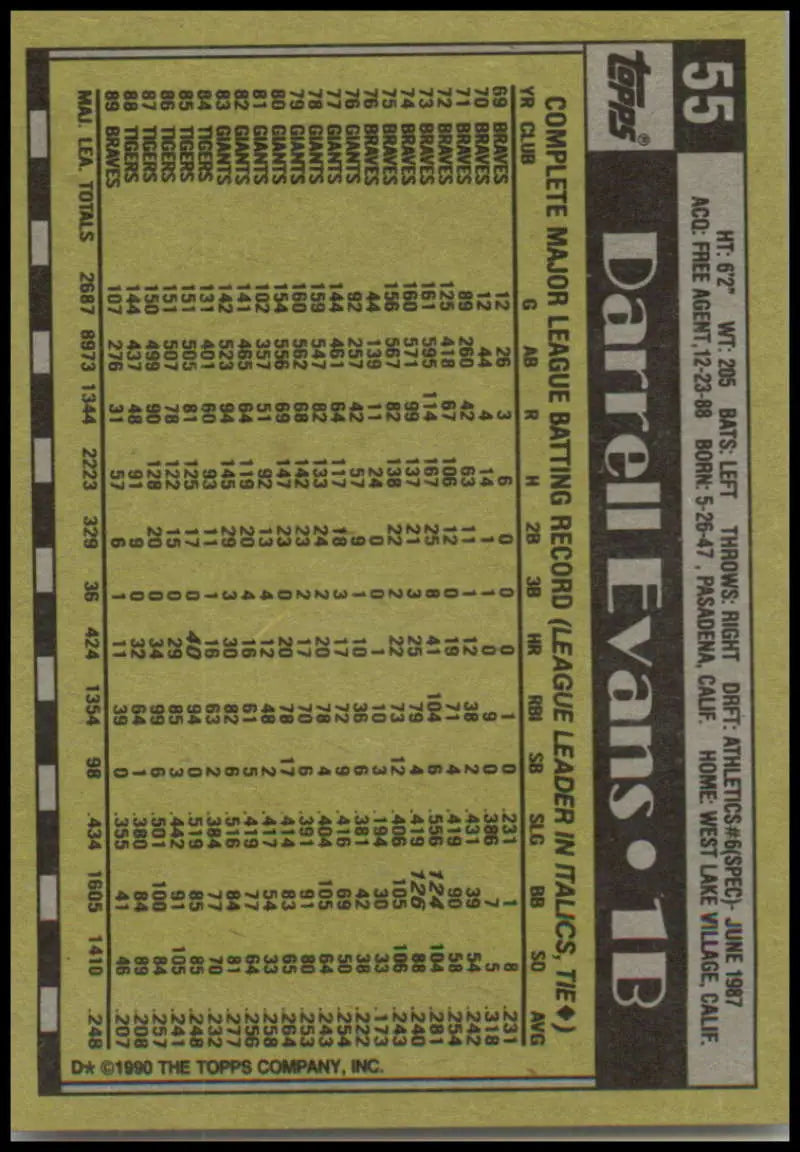 55
HT: 6'2" WT: 205 BATS: LEFT THROWS: RIGHT DRFT: ATHLETICS#6(SPEC)- JUNE 1987
ACQ: FREE AGENT,12-23-88 BORN: 5-26-47 , PASADENA, CALIF. HOME: WEST LAKE VILLAGE, CALIF.
TOPPS®
Darrell Evans • 1B
COMPLETE MAJOR LEAGUE BATTING RECORD (LEAGUE LEADER IN ITALICS, TIE♦)
YR CLUB G AB R H 2B 3B HR RBI SB SLG BB SO AVG
69 BRAVES 12 26 3 6 0 0 0 1 0 .231 1 8 .231
70 BRAVES 12 44 4 14 1 1 0 9 0 .386 7 5 .318
71 BRAVES 89 260 42 63 11 1 12 38 2 .431 39 54 .242
72 BRAVES 125 418 67 106 12 0 19 71 4 .419 90 58 .254
73 BRAVES 161 595 114 167 25 8 41 104 6 .556 124 104 .281
74 BRAVES 160 571 99 137 21 3 25 79 4 .419 126 88 .240
75 BRAVES 156 567 82 138 22 2 22 73 12 .406 105 106 .243
76 BRAVES 44 139 11 24 0 0 1 10 3 .194 30 33 .173
76 GIANTS 92 257 42 57 9 1 10 36 6 .381 42 38 .222
77 GIANTS 144 461 64 117 18 3 17 72 9 .416 69 50 .254
78 GIANTS 159 547 82 133 24 2 20 78 4 .404 105 64 .243
79 GIANTS 160 562 68 142 23 2 17 70 6 .391 91 80 .253
80 GIANTS 154 556 69 147 23 0 20 78 17 .414 83 65 .264
81 GIANTS 102 357 51 92 13 4 12 48 2 .417 54 33 .258
82 GIANTS 141 465 64 119 20 4 16 61 5 .419 77 64 .256
83 GIANTS 142 523 94 145 29 3 30 82 6 .516 84 81 .277
84 TIGERS 131 401 60 93 11 1 16 63 2 .384 77 70 .232
85 TIGERS 151 505 81 125 17 0 40 94 0 .519 85 85 .248
86 TIGERS 151 507 78 122 15 0 29 85 3 .442 91 105 .241
87 TIGERS 150 499 90 128 20 0 34 99 6 .501 100 84 .257
88 TIGERS 144 437 48 91 9 0 32 64 1 .380 84 89 .208
89 BRAVES 107 276 31 57 6 1 11 39 0 .355 41 46 .207
MAJ. LEA. TOTALS 2687 8973 1344 2223 329 36 424 1354 98 .434 1605 1410 .248
D* ©1990 THE TOPPS COMPANY, INC.